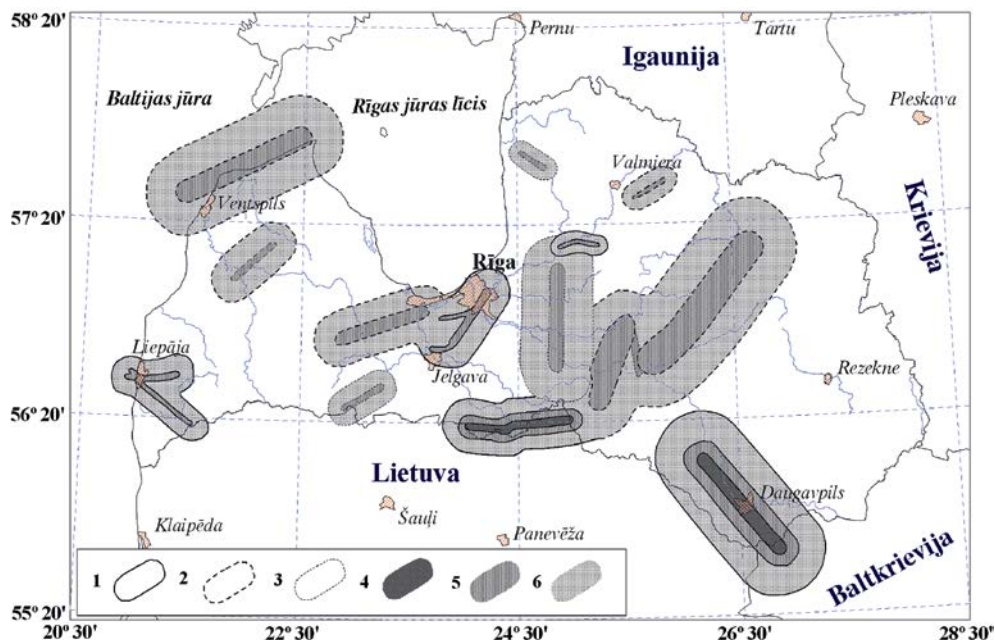 58° 20'
Pernu
Tartu
Igaunija
Baltijas jūra
Rīgas jūras līcis
Pleskava
Valmiera
Krievija
57° 20'
Ventspils
Rīga
Liepāja
Jelgava
Rezekne
56° 20'
Lietuva
Daugavpils
Šauļi
Klaipēda
Panevēža
Baltkrievija
1 2 3 4 5 6
55° 20'
20° 30' 22° 30' 24° 30' 26° 30' 28° 30'